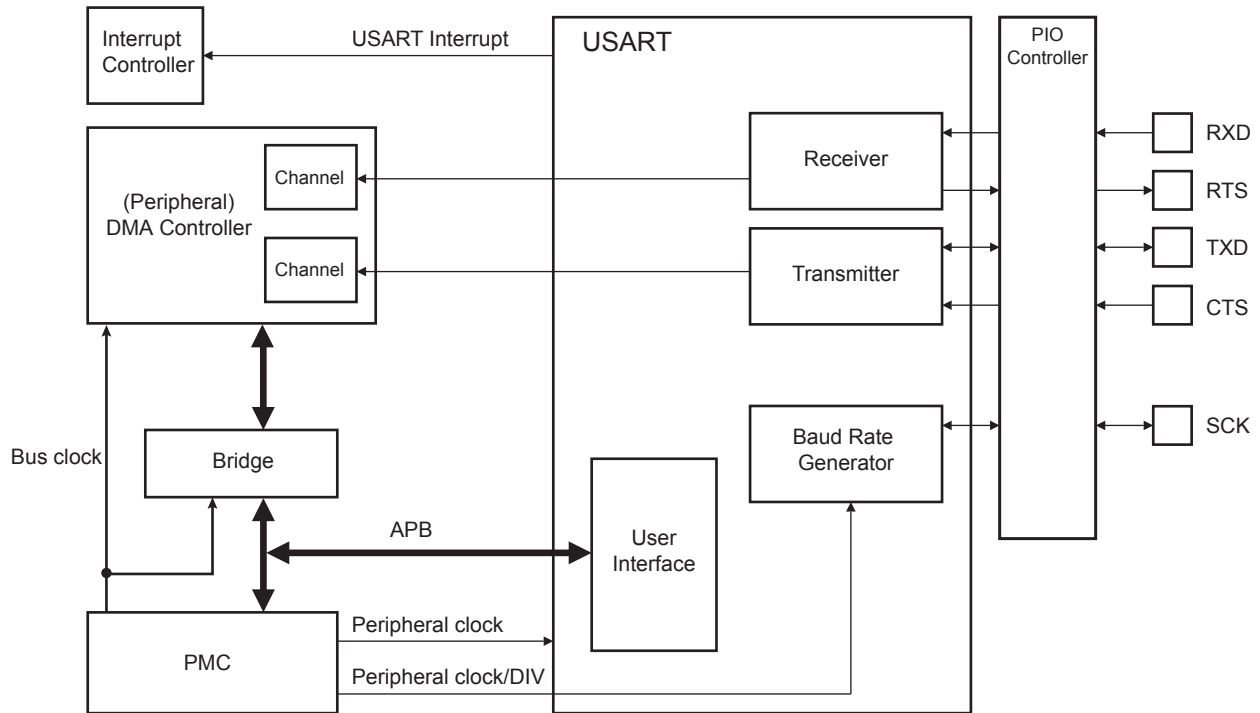 Interrupt
Controller
USART Interrupt
USART
PIO
Controller
(Peripheral)
DMA Controller
Channel
Channel
Receiver
Transmitter
RXD
RTS
TXD
CTS
SCK
Baud Rate
Generator
Bus clock
Bridge
APB
User
Interface
PMC
Peripheral clock
Peripheral clock/DIV